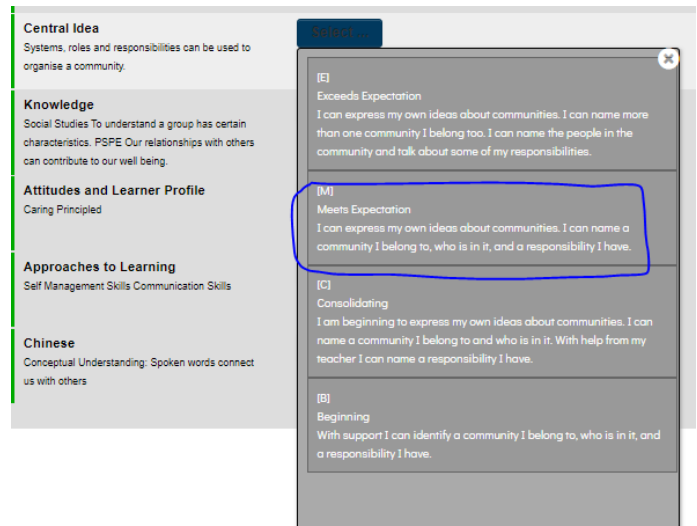 Central Idea
Systems, roles and responsibilities can be used to
organise a community.
Knowledge
Social Studies To understand a group has certain
characteristics. PSPE Our relationships with others
can contribute to our well being.
Attitudes and Learner Profile
Caring Principled
Approaches to Learning
Self Management Skills Communication Skills
Chinese
Conceptual Understanding: Spoken words connect
us with others
Select...
[E]
Exceeds Expectation
I can express my own ideas about communities. I can name more
than one community I belong too. I can name the people in the
community and talk about some of my responsibilities.
[M]
Meets Expectation
I can express my own ideas about communities. I can name a
community I belong to, who is in it, and a responsibility I have.
[C]
Consolidating
I am beginning to express my own ideas about communities. I can
name a community I belong to and who is in it. With help from my
teacher I can name a responsibility I have.
[B]
Beginning
With support I can identify a community I belong to, who is in it, and
a responsibility I have.